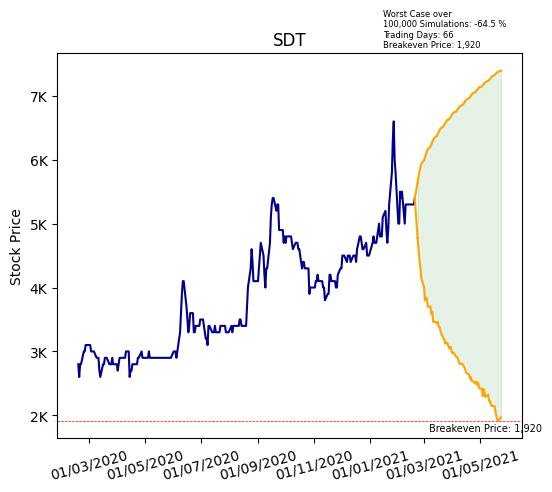 Worst Case over
100,000 Simulations: -64.5 %
Trading Days: 66
Breakeven Price: 1,920
SDT
Stock Price
7K
6K
5K
4K
3K
2K
Breakeven Price: 1,920
01/03/2020
01/05/2020
01/07/2020
01/09/2020
01/11/2020
01/01/2021
01/03/2021
01/05/2021